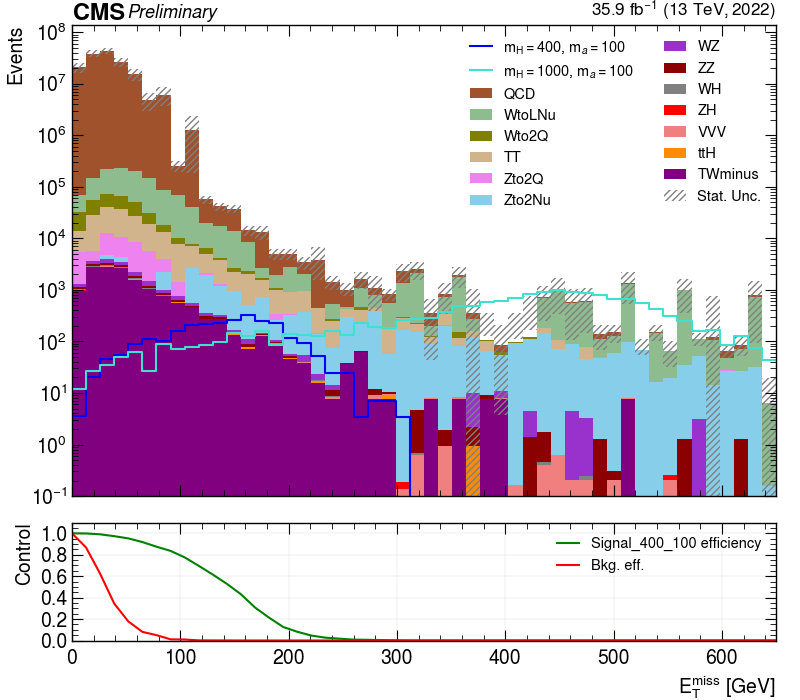 CMS Preliminary 35.9 fb⁻¹ (13 TeV, 2022)
Events
10⁸
10⁷
10⁶
10⁵
10⁴
10³
10²
10¹
10⁰
10⁻¹
m_H = 400, m_a = 100
m_H = 1000, m_a = 100
QCD
WtoLNu
Wto2Q
TT
Zto2Q
Zto2Nu
WZ
ZZ
WH
ZH
VVV
ttH
TWminus
Stat. Unc.
Control
1.0
0.8
0.6
0.4
0.2
0.0
Signal_400_100 efficiency
Bkg. eff.
0 100 200 300 400 500 600
E_T^miss [GeV]